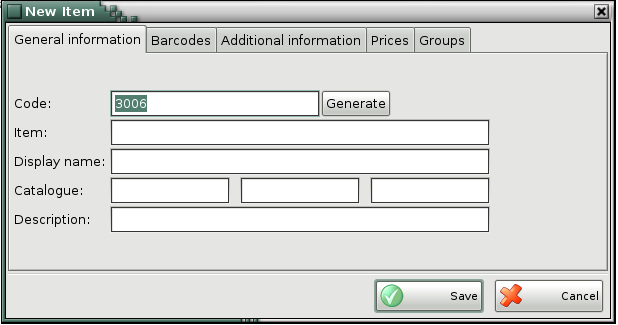 New Item
General information Barcodes Additional information Prices Groups
Code: 3006 Generate
Item:
Display name:
Catalogue:
Description:
Save Cancel